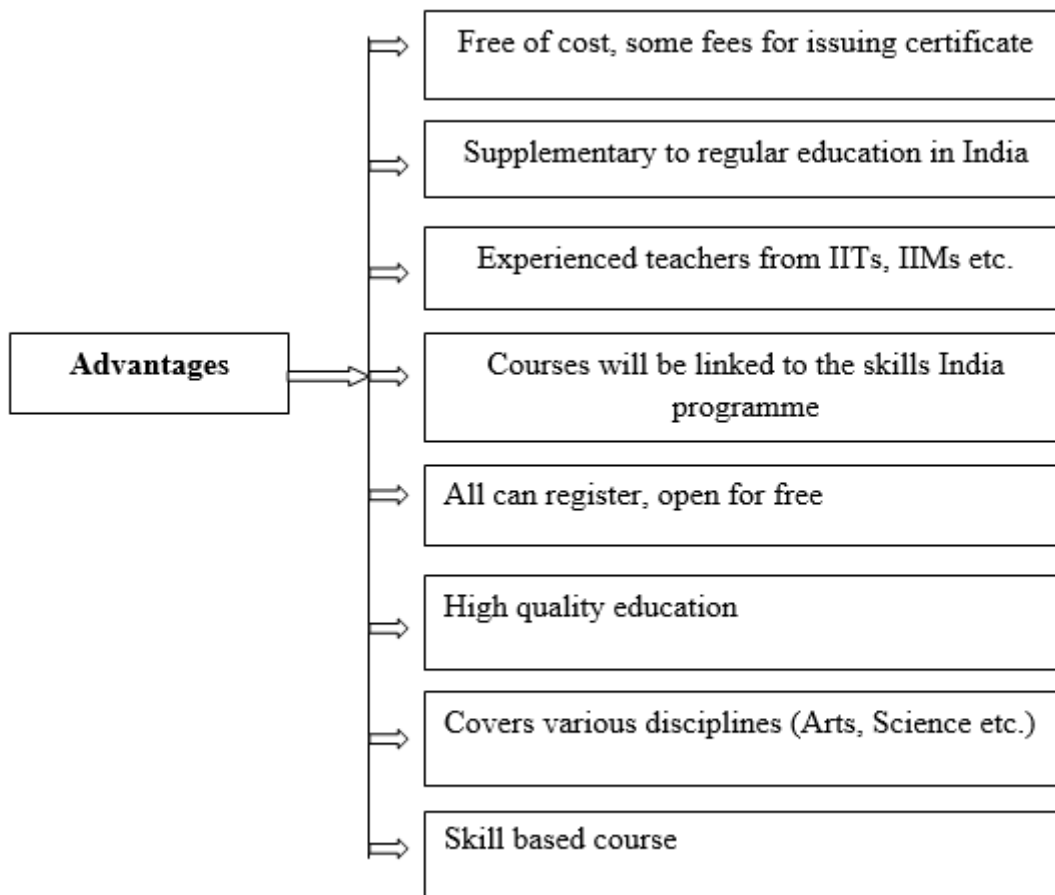 Free of cost, some fees for issuing certificate
Supplementary to regular education in India
Experienced teachers from IITs, IIMs etc.
Advantages
Courses will be linked to the skills India
programme
All can register, open for free
High quality education
Covers various disciplines (Arts, Science etc.)
Skill based course